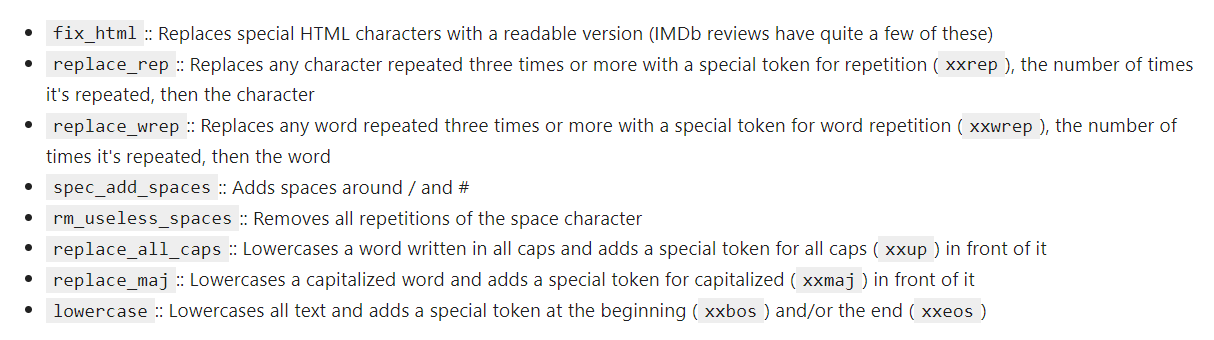 • fix_html :: Replaces special HTML characters with a readable version (IMDb reviews have quite a few of these)
• replace_rep :: Replaces any character repeated three times or more with a special token for repetition ( xxrep ), the number of times
it's repeated, then the character
• replace_wrep :: Replaces any word repeated three times or more with a special token for word repetition ( xxwrep ), the number of
times it's repeated, then the word
• spec_add_spaces :: Adds spaces around / and #
• rm_useless_spaces :: Removes all repetitions of the space character
• replace_all_caps :: Lowercases a word written in all caps and adds a special token for all caps ( xxup ) in front of it
• replace_maj :: Lowercases a capitalized word and adds a special token for capitalized ( xxmaj ) in front of it
• lowercase :: Lowercases all text and adds a special token at the beginning ( xxbos ) and/or the end ( xxeos )